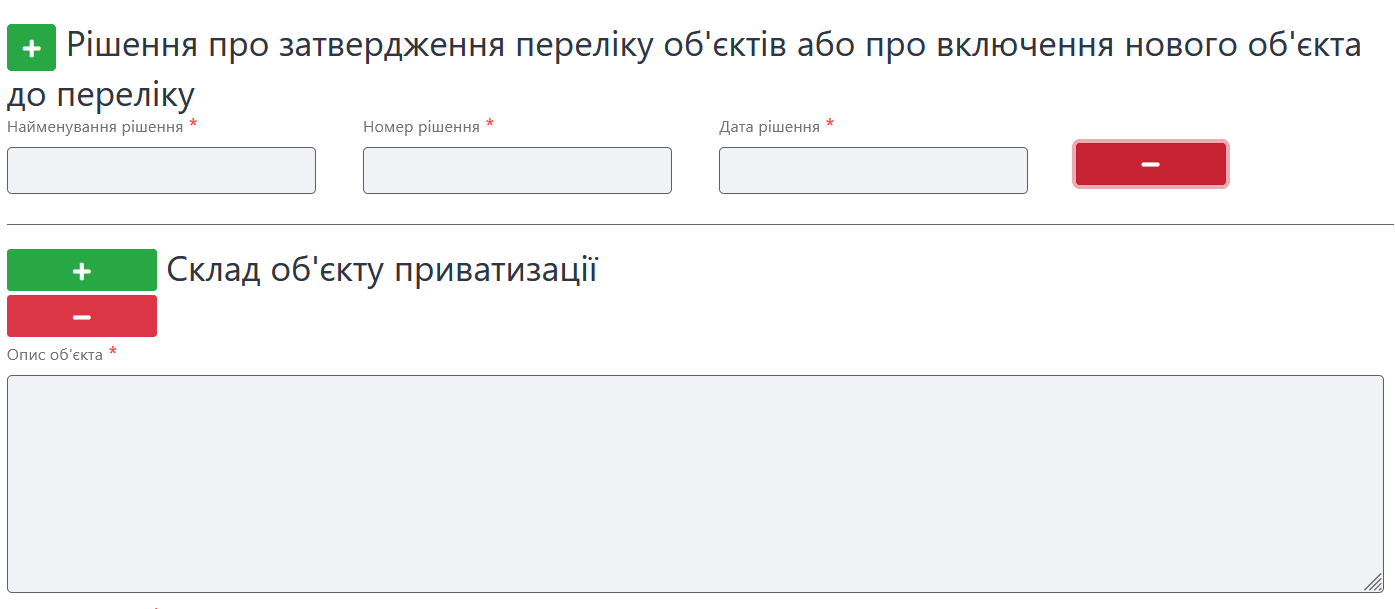 Рішення про затвердження переліку об'єктів або про включення нового об'єкта
до переліку
Найменування рішення * Номер рішення * Дата рішення *
Склад об'єкту приватизації
Опис об'єкта *